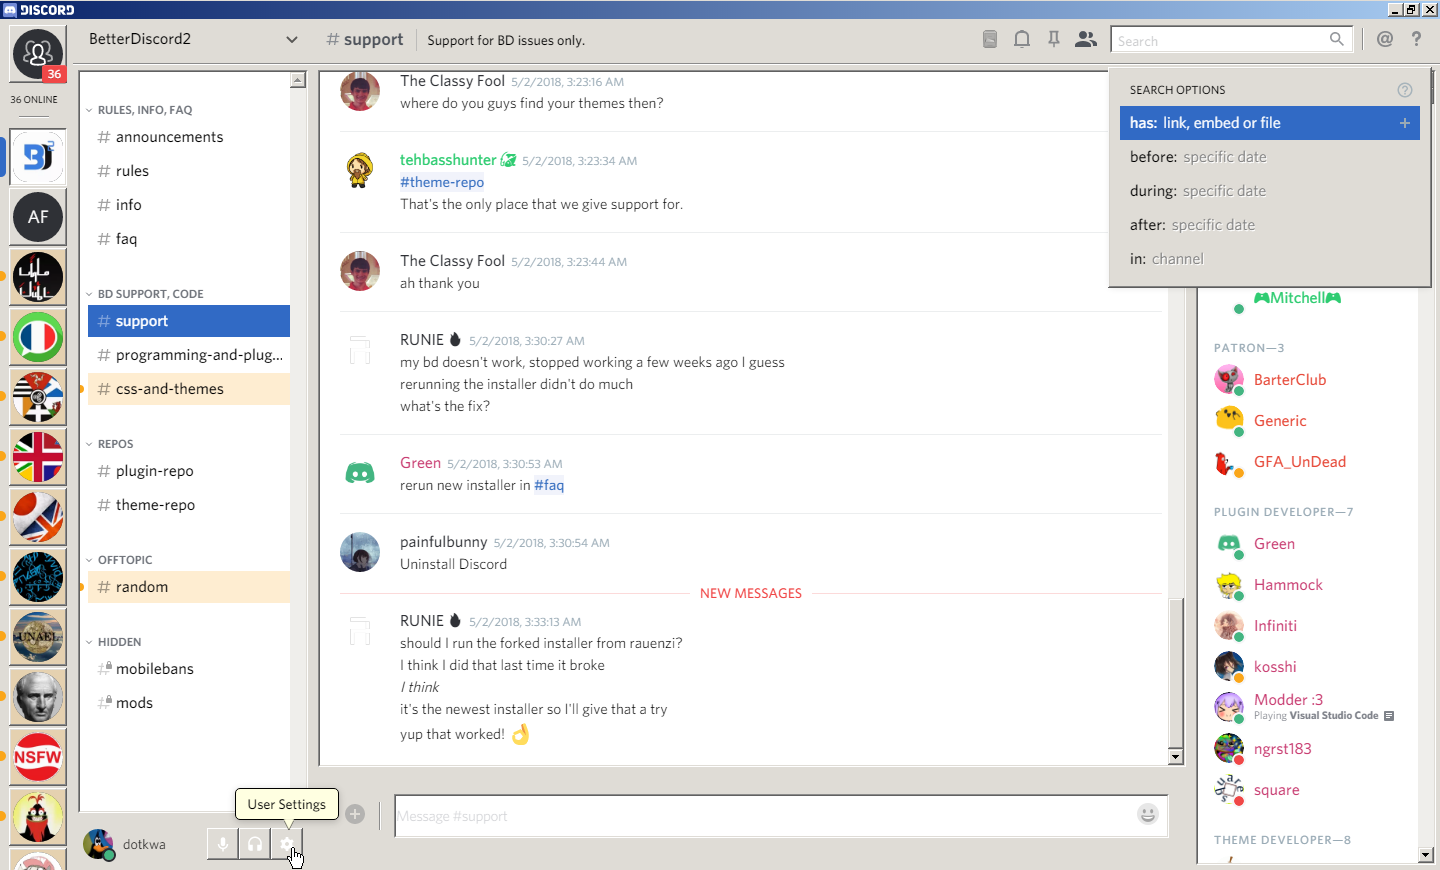 DISCORD
36
36 ONLINE
AF
NSFW
UNAEL
BetterDiscord2
RULES, INFO, FAQ
# announcements
# rules
# info
# faq
BD SUPPORT, CODE
# support
# programming-and-plug...
# css-and-themes
REPOS
# plugin-repo
# theme-repo
OFFTOPIC
# random
HIDDEN
# mobilebans
# mods
User Settings
dotkwa
# support
Support for BD issues only.
Search
@ ?
The Classy Fool 5/2/2018, 3:23:16 AM
where do you guys find your themes then?
tehbasshunter 5/2/2018, 3:23:34 AM
#theme-repo
That's the only place that we give support for.
The Classy Fool 5/2/2018, 3:23:44 AM
ah thank you
RUNIE 5/2/2018, 3:30:27 AM
my bd doesn't work, stopped working a few weeks ago I guess
rerunning the installer didn't do much
what's the fix?
Green 5/2/2018, 3:30:53 AM
rerun new installer in #faq
painfulbunny 5/2/2018, 3:30:54 AM
Uninstall Discord
NEW MESSAGES
RUNIE 5/2/2018, 3:33:13 AM
should I run the forked installer from rauenzi?
I think I did that last time it broke
I think
it's the newest installer so I'll give that a try
yup that worked! 👌
Message #support
SEARCH OPTIONS
?
has: link, embed or file +
before: specific date
during: specific date
after: specific date
in: channel
🎮Mitchell🎮
PATRON—3
BarterClub
Generic
GFA_UnDead
PLUGIN DEVELOPER—7
Green
Hammock
Infiniti
kosshi
Modder :3
Playing Visual Studio Code
ngrst183
square
THEME DEVELOPER—8